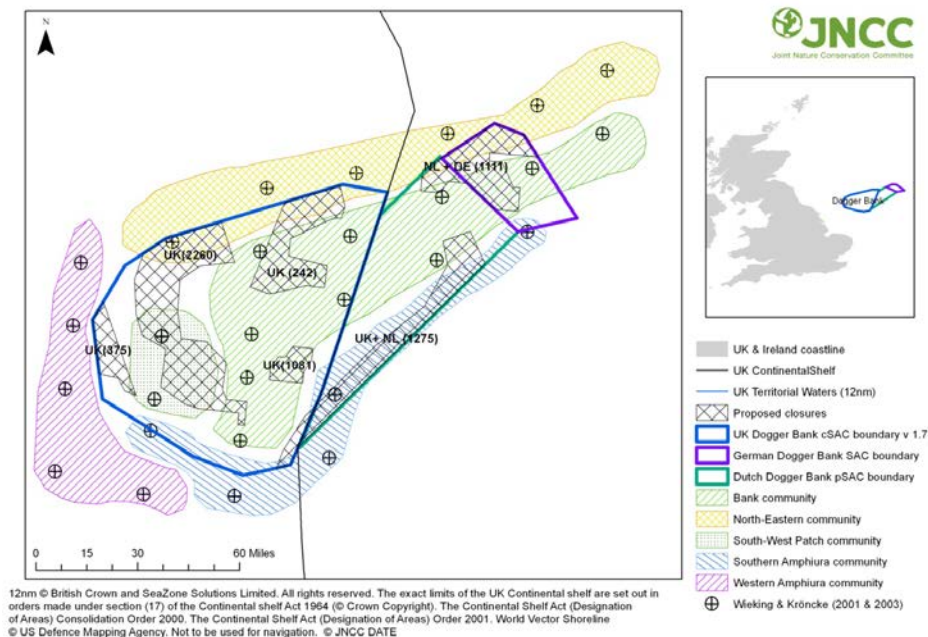 N
JNCC
Joint Nature Conservation Committee
NL + DE (1111)
Dogger Bank
UK(2260)
UK (242)
UK+ NL (1275)
UK(375)
UK(1081)
0 15 30 60 Miles
UK & Ireland coastline
UK ContinentalShelf
UK Territorial Waters (12nm)
Proposed closures
UK Dogger Bank cSAC boundary v 1.7
German Dogger Bank SAC boundary
Dutch Dogger Bank pSAC boundary
Bank community
North-Eastern community
South-West Patch community
Southern Amphiura community
Western Amphiura community
Wieking & Kröncke (2001 & 2003)
12nm © British Crown and SeaZone Solutions Limited. All rights reserved. The exact limits of the UK Continental shelf are set out in
orders made under section (17) of the Continental shelf Act 1964 (© Crown Copyright). The Continental Shelf Act (Designation
of Areas) Consolidation Order 2000. The Continental Shelf Act (Designation of Areas) Order 2001. World Vector Shoreline
© US Defence Mapping Agency. Not to be used for navigation. © JNCC DATE